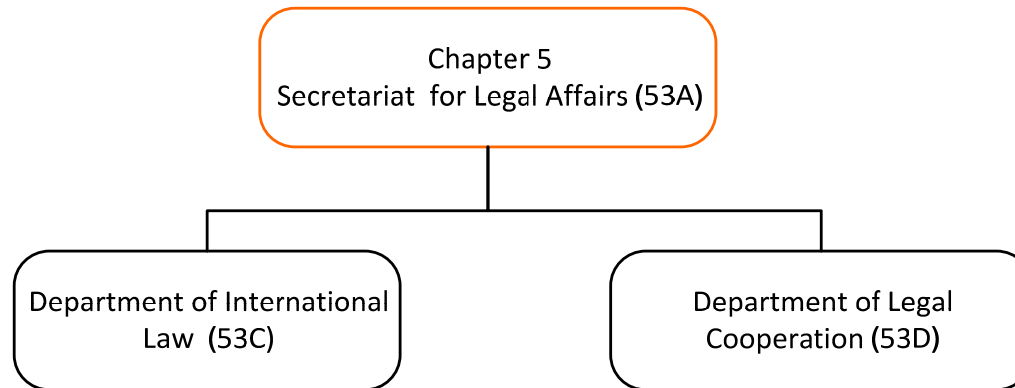 Chapter 5
Secretariat for Legal Affairs (53A)
Department of International
Law (53C)
Department of Legal
Cooperation (53D)